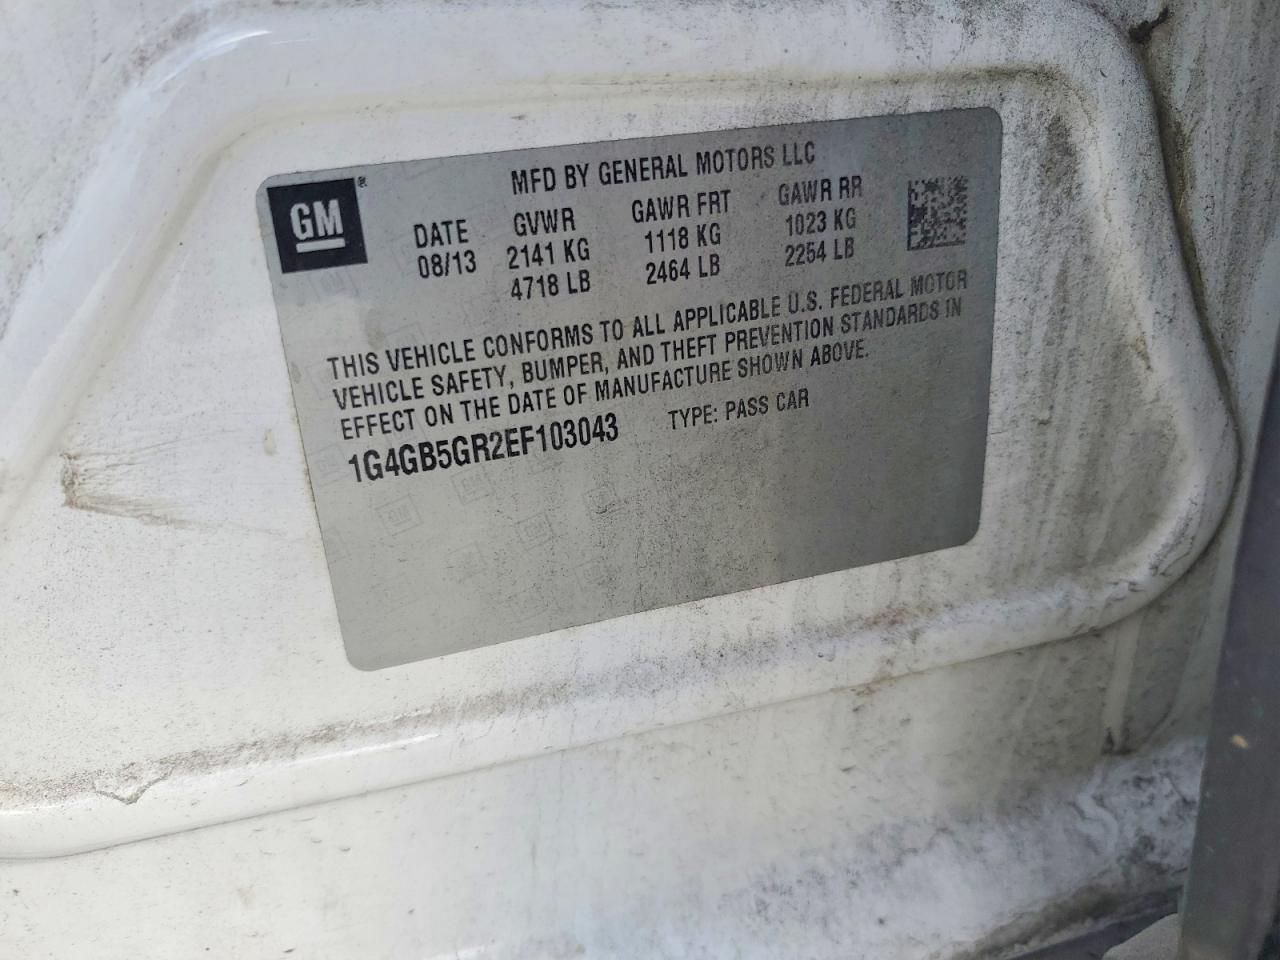 GM®
MFD BY GENERAL MOTORS LLC
DATE GVWR GAWR FRT GAWR RR
08/13 2141 KG 1118 KG 1023 KG
4718 LB 2464 LB 2254 LB
THIS VEHICLE CONFORMS TO ALL APPLICABLE U.S. FEDERAL MOTOR
VEHICLE SAFETY, BUMPER, AND THEFT PREVENTION STANDARDS IN
EFFECT ON THE DATE OF MANUFACTURE SHOWN ABOVE.
1G4GB5GR2EF103043 TYPE: PASS CAR